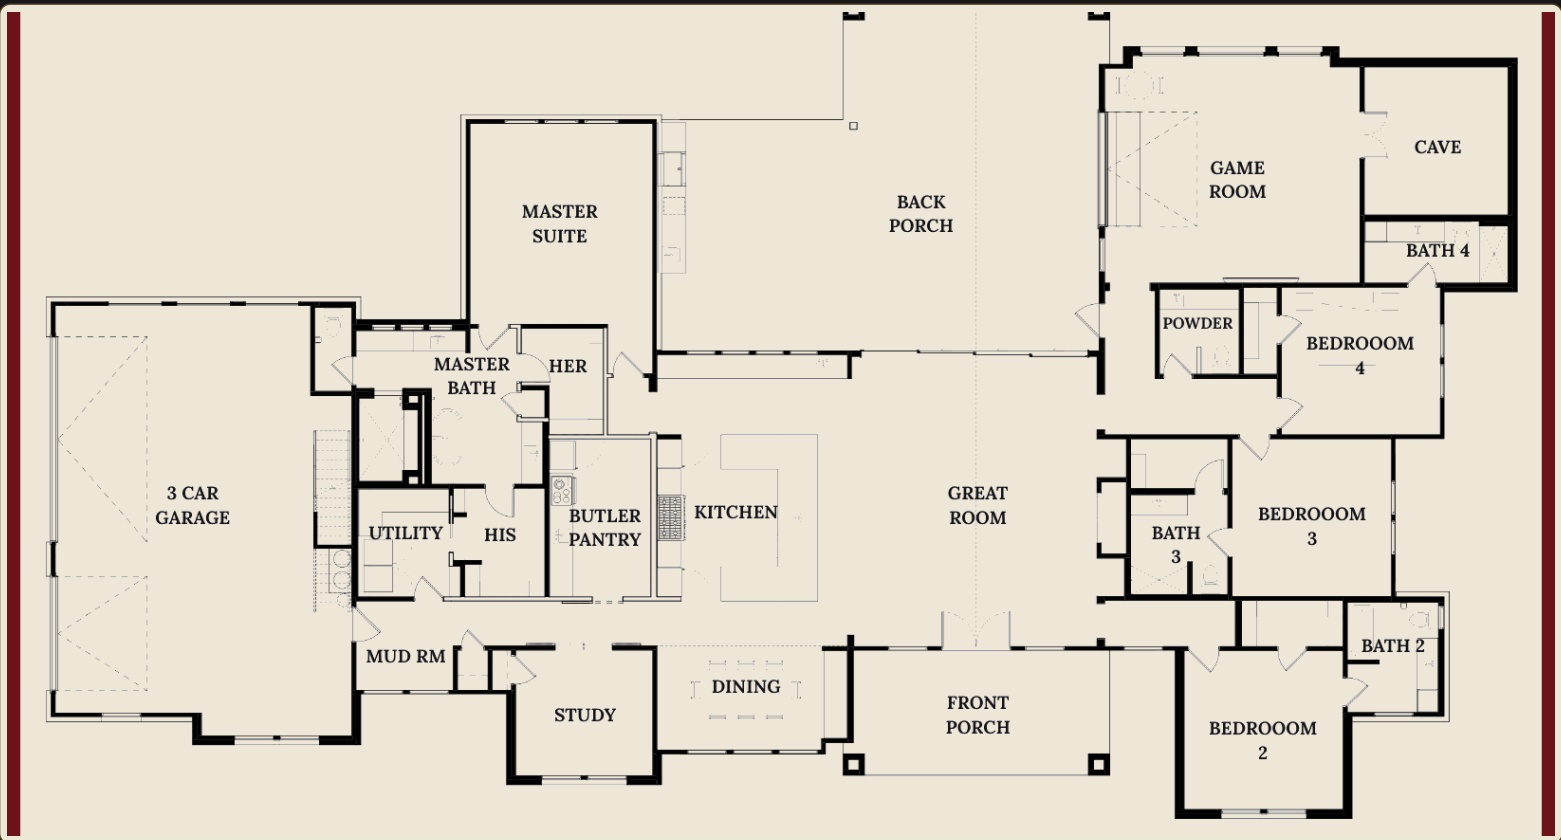 CAVE
GAME
ROOM
BACK
PORCH
MASTER
SUITE
BATH 4
POWDER
BEDROOOM
4
MASTER
BATH
HER
3 CAR
GARAGE
UTILITY
HIS
BUTLER
PANTRY
KITCHEN
GREAT
ROOM
BATH
3
BEDROOOM
3
MUD RM
STUDY
DINING
FRONT
PORCH
BATH 2
BEDROOOM
2